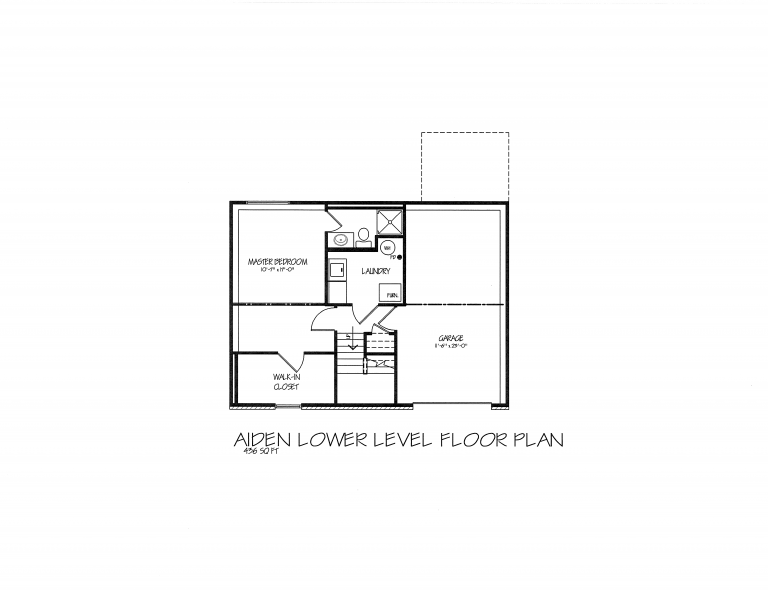 MASTER BEDROOM
10'-7" x 19'-0"
WH
FD
LAUNDRY
FURN.
GARAGE
11'-6" x 23'-0"
WALK-IN
CLOSET
AIDEN LOWER LEVEL FLOOR PLAN
436 SQ FT